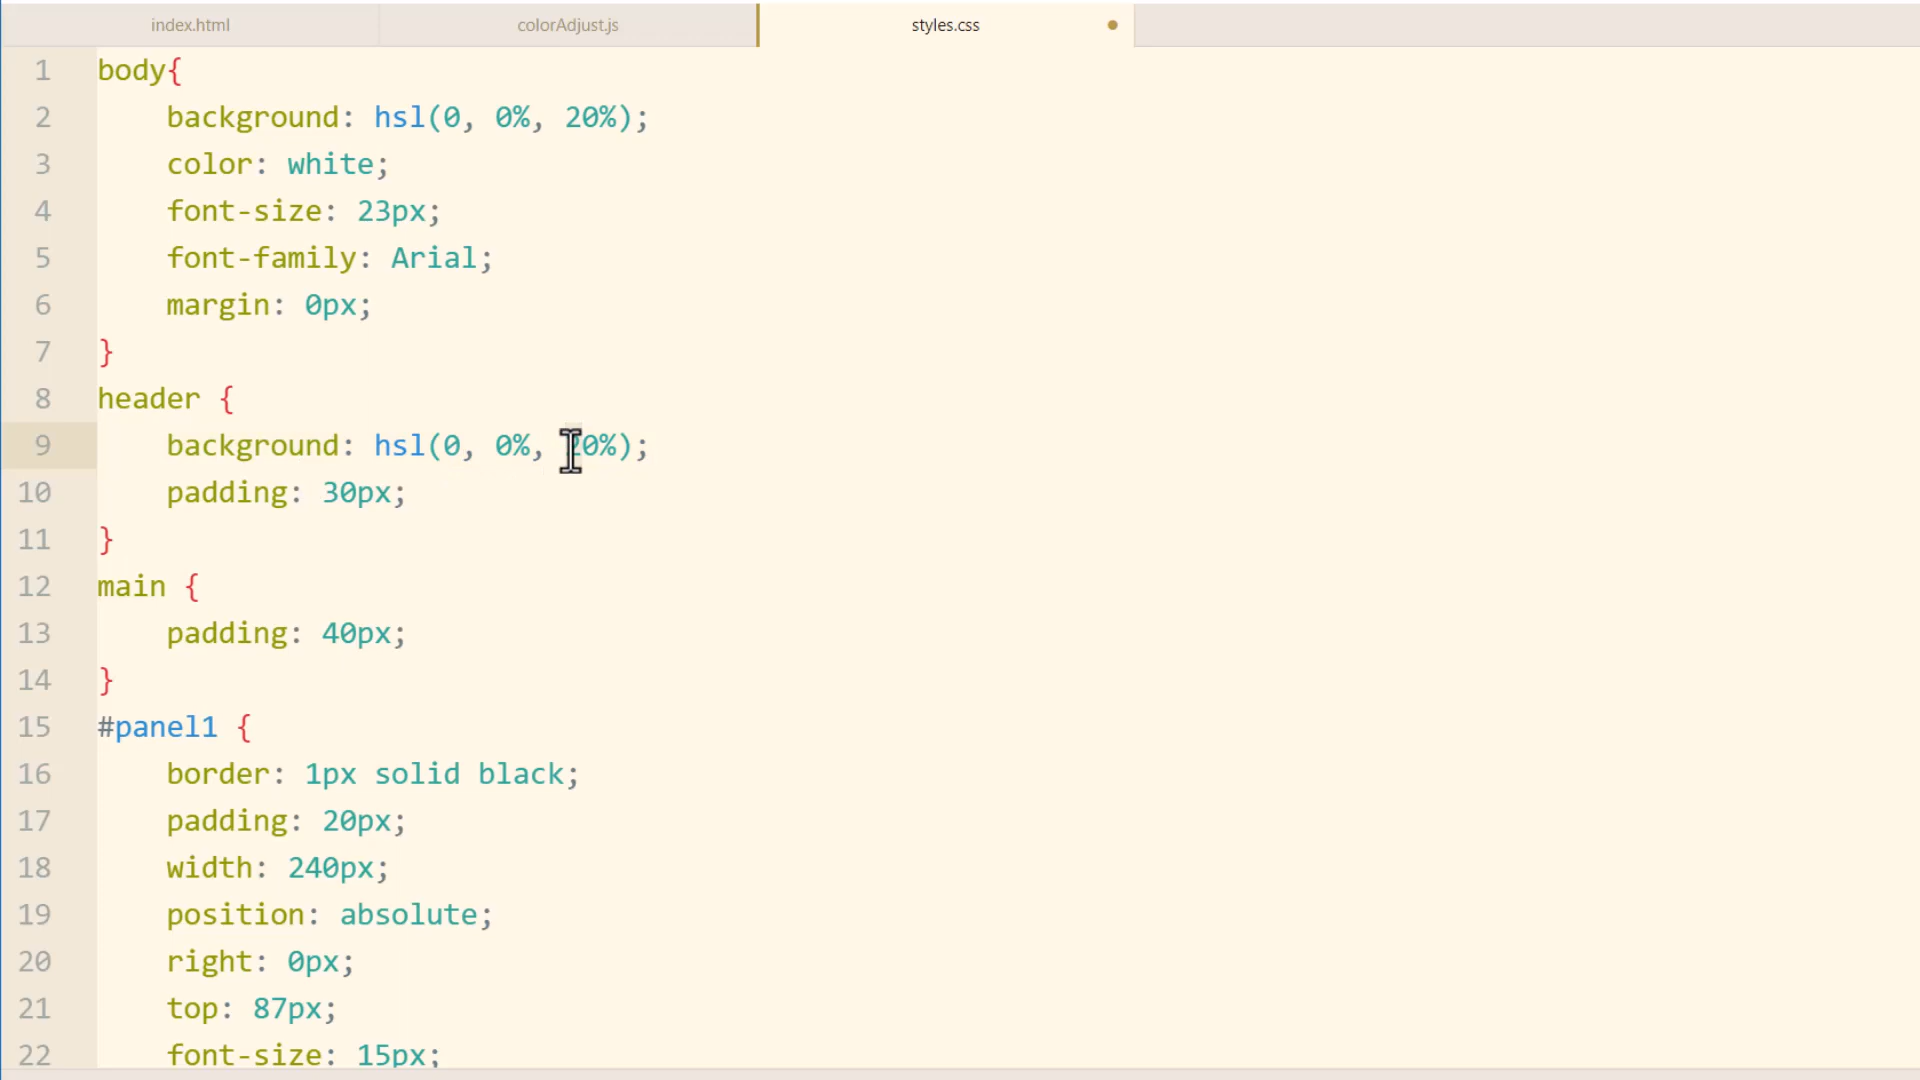 index.html colorAdjust.js styles.css
1 body{
2 background: hsl(0, 0%, 20%);
3 color: white;
4 font-size: 23px;
5 font-family: Arial;
6 margin: 0px;
7 }
8 header {
9 background: hsl(0, 0%, 20%);
10 padding: 30px;
11 }
12 main {
13 padding: 40px;
14 }
15 #panel1 {
16 border: 1px solid black;
17 padding: 20px;
18 width: 240px;
19 position: absolute;
20 right: 0px;
21 top: 87px;
22 font-size: 15px;